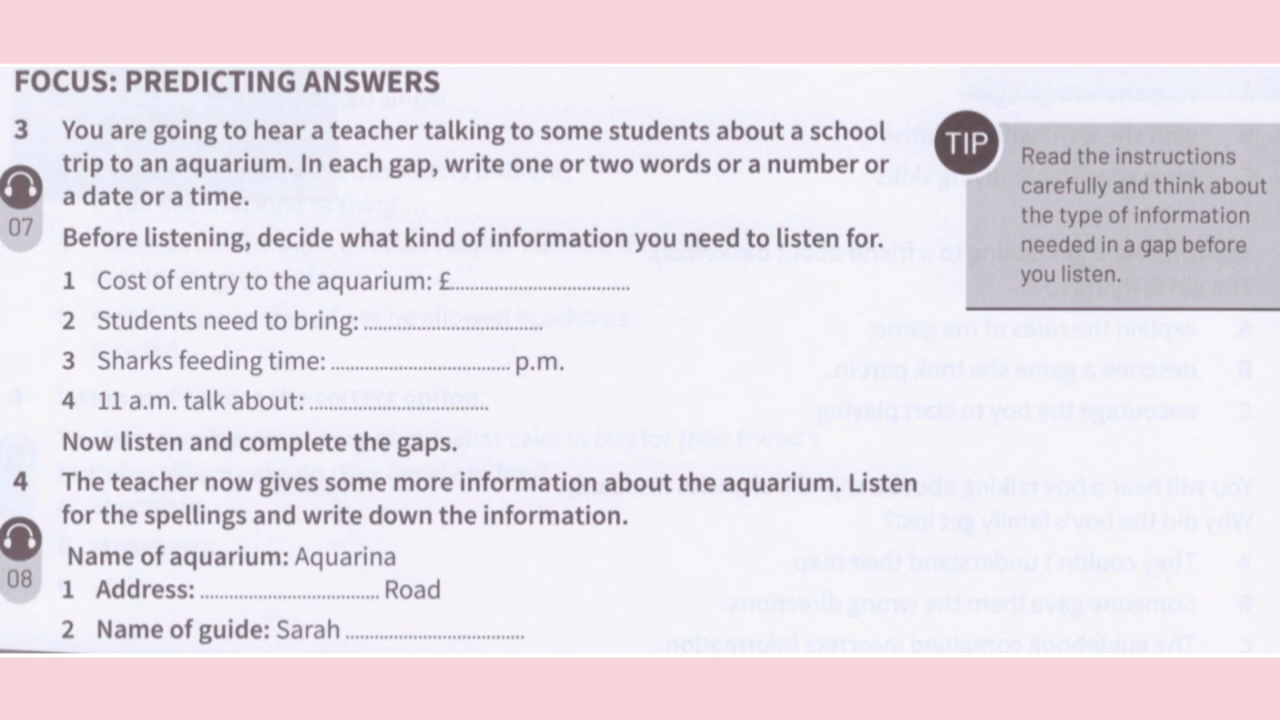 FOCUS: PREDICTING ANSWERS
3 You are going to hear a teacher talking to some students about a school
trip to an aquarium. In each gap, write one or two words or a number or
a date or a time.
07
Before listening, decide what kind of information you need to listen for.
1 Cost of entry to the aquarium: £..............................
2 Students need to bring: ..............................
3 Sharks feeding time: .............................. p.m.
4 11 a.m. talk about: ..............................
Now listen and complete the gaps.
4 The teacher now gives some more information about the aquarium. Listen
for the spellings and write down the information.
08
Name of aquarium: Aquarina
1 Address: .............................. Road
2 Name of guide: Sarah ..............................
TIP
Read the instructions
carefully and think about
the type of information
needed in a gap before
you listen.